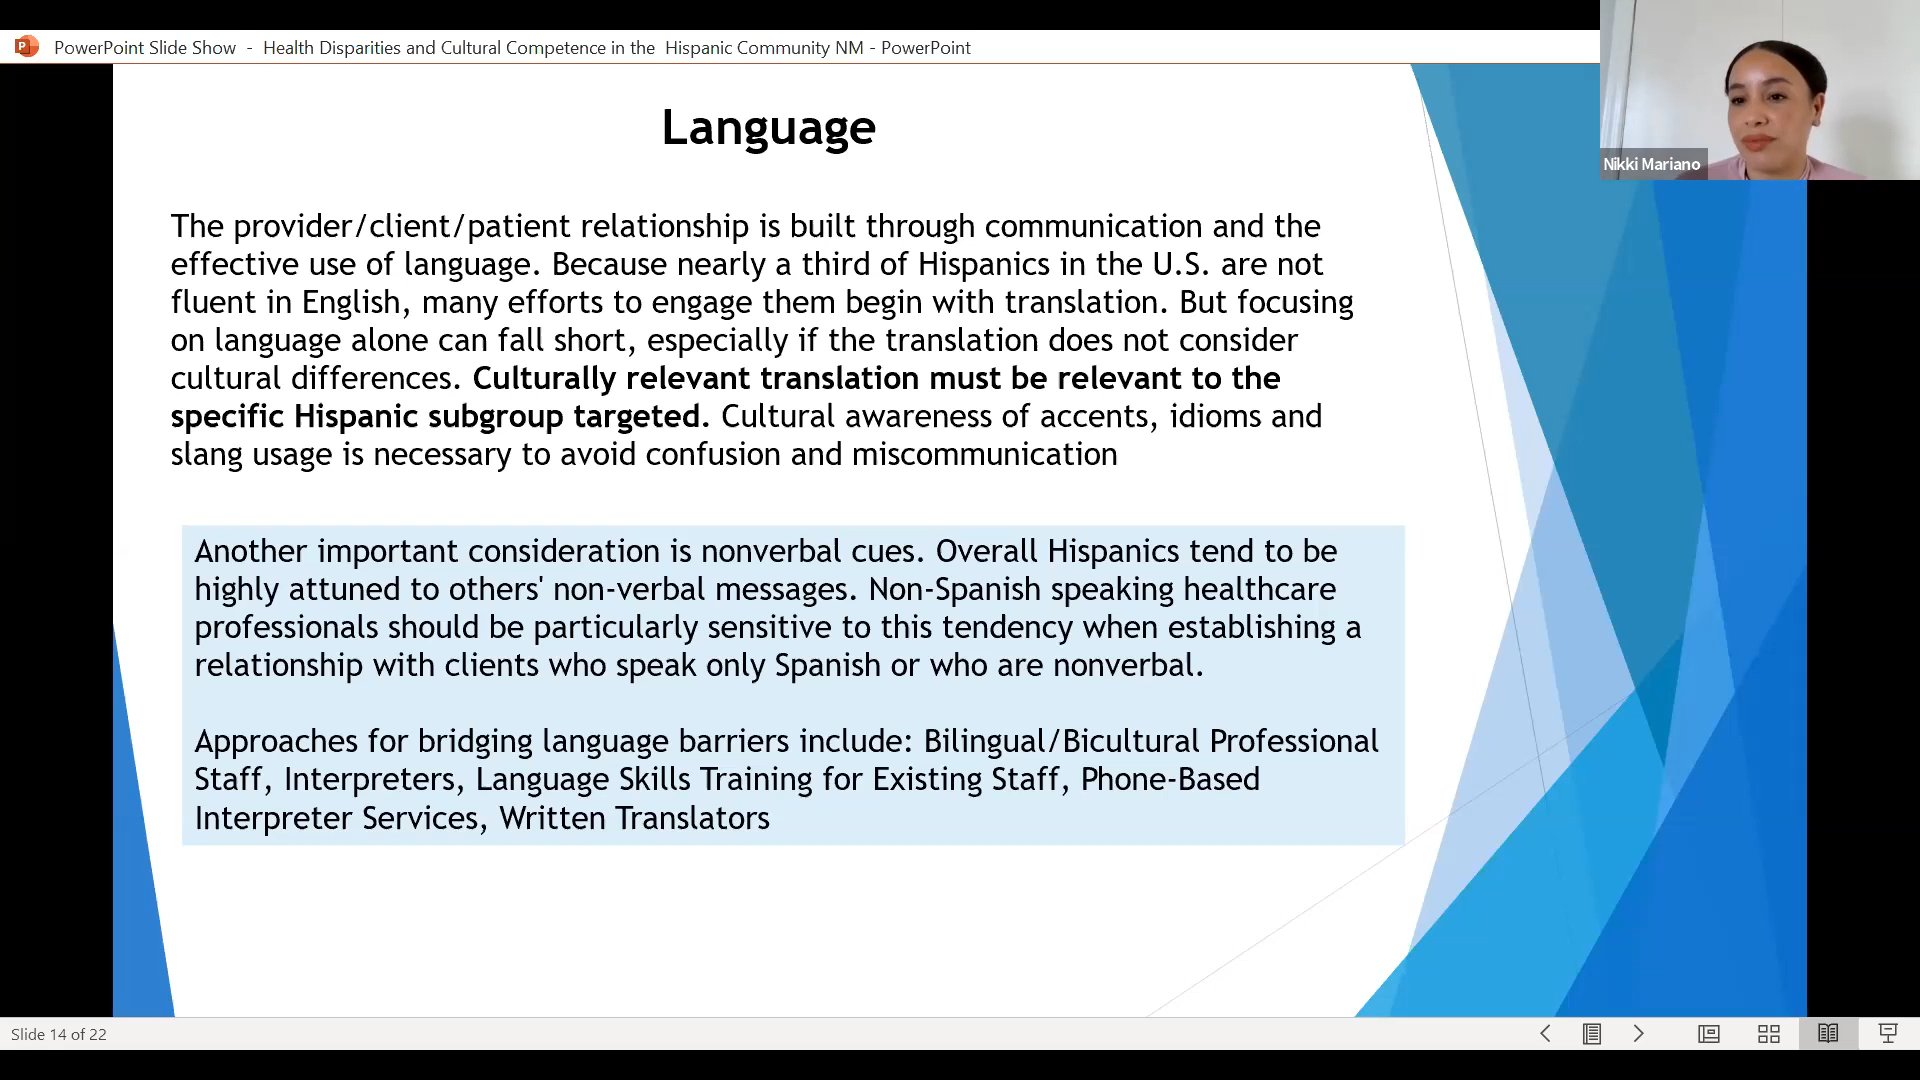 PowerPoint Slide Show - Health Disparities and Cultural Competence in the Hispanic Community NM - PowerPoint
Nikki Mariano
Language
The provider/client/patient relationship is built through communication and the
effective use of language. Because nearly a third of Hispanics in the U.S. are not
fluent in English, many efforts to engage them begin with translation. But focusing
on language alone can fall short, especially if the translation does not consider
cultural differences. Culturally relevant translation must be relevant to the
specific Hispanic subgroup targeted. Cultural awareness of accents, idioms and
slang usage is necessary to avoid confusion and miscommunication
Another important consideration is nonverbal cues. Overall Hispanics tend to be
highly attuned to others' non-verbal messages. Non-Spanish speaking healthcare
professionals should be particularly sensitive to this tendency when establishing a
relationship with clients who speak only Spanish or who are nonverbal.
Approaches for bridging language barriers include: Bilingual/Bicultural Professional
Staff, Interpreters, Language Skills Training for Existing Staff, Phone-Based
Interpreter Services, Written Translators
Slide 14 of 22